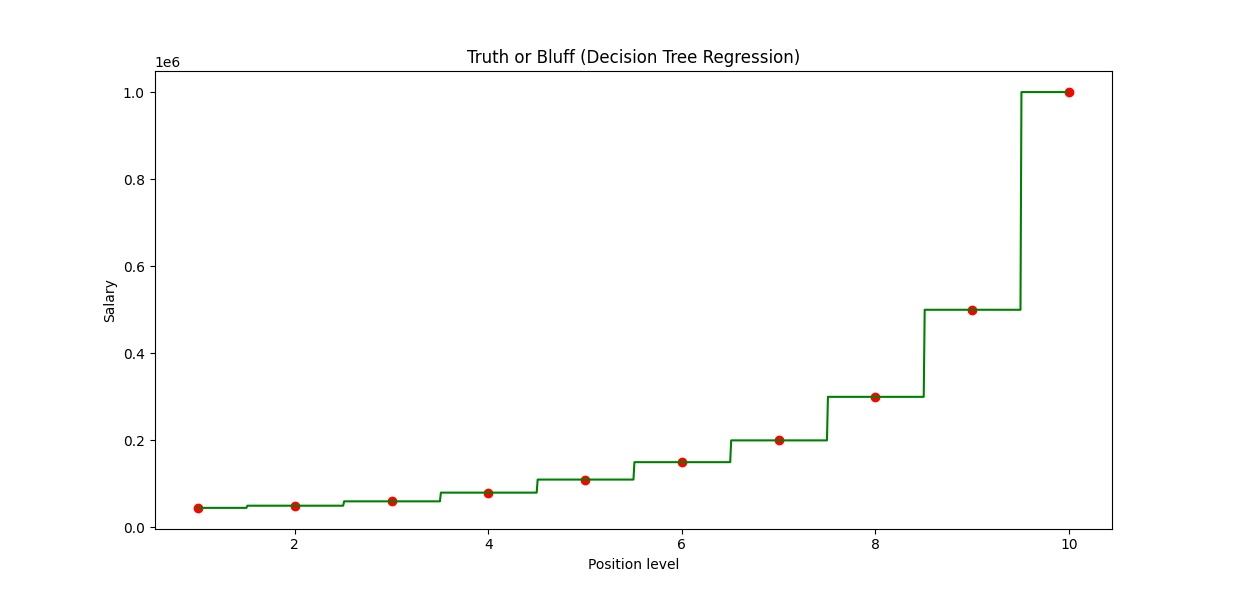 Truth or Bluff (Decision Tree Regression)
1e6
1.0
0.8
0.6
0.4
0.2
0.0
Salary
2 4 6 8 10
Position level